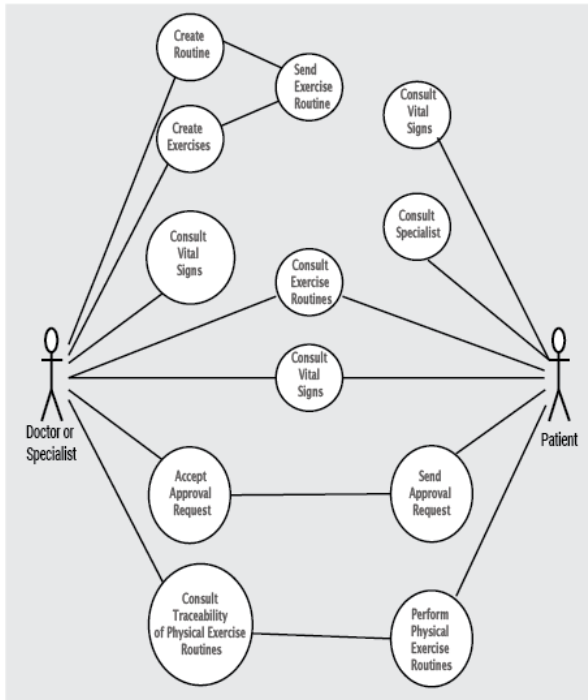 Create
Routine
Send
Exercise
Routine
Consult
Vital
Signs
Create
Exercises
Consult
Specialist
Consult
Vital
Signs
Consult
Exercise
Routines
Consult
Vital
Signs
Doctor or
Specialist
Patient
Accept
Approval
Request
Send
Approval
Request
Consult
Traceability
of Physical Exercise
Routines
Perform
Physical
Exercise
Routines